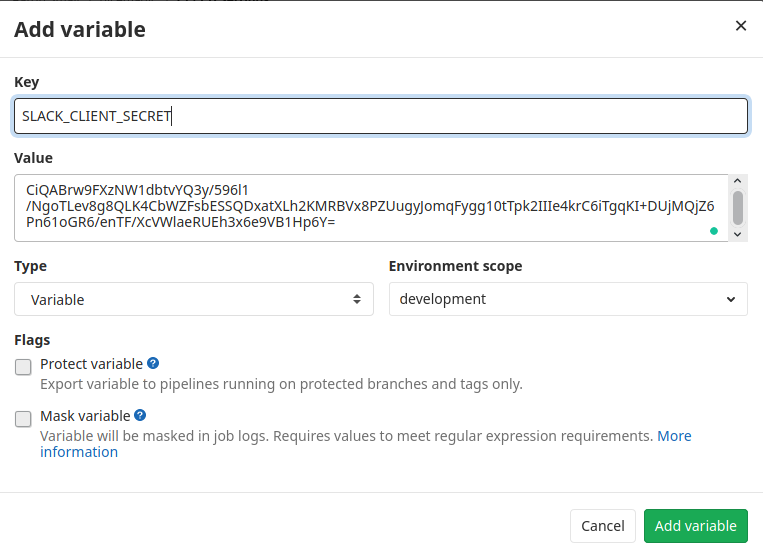 Add variable
Key
SLACK_CLIENT_SECRET
Value
CiQABrw9FXzNW1dbtvYQ3y/596l1
/NgoTLev8g8QLK4CbWZFsbESSQDxatXLh2KMRBVx8PZUugyJomqFygg10tTpk2IIIe4krC6iTgqKI+DUjMQjZ6
Pn61oGR6/enTF/XcVWlaeRUEh3x6e9VB1Hp6Y=
Type
Environment scope
Variable
development
Flags
Protect variable
Export variable to pipelines running on protected branches and tags only.
Mask variable
Variable will be masked in job logs. Requires values to meet regular expression requirements. More
information
Cancel
Add variable